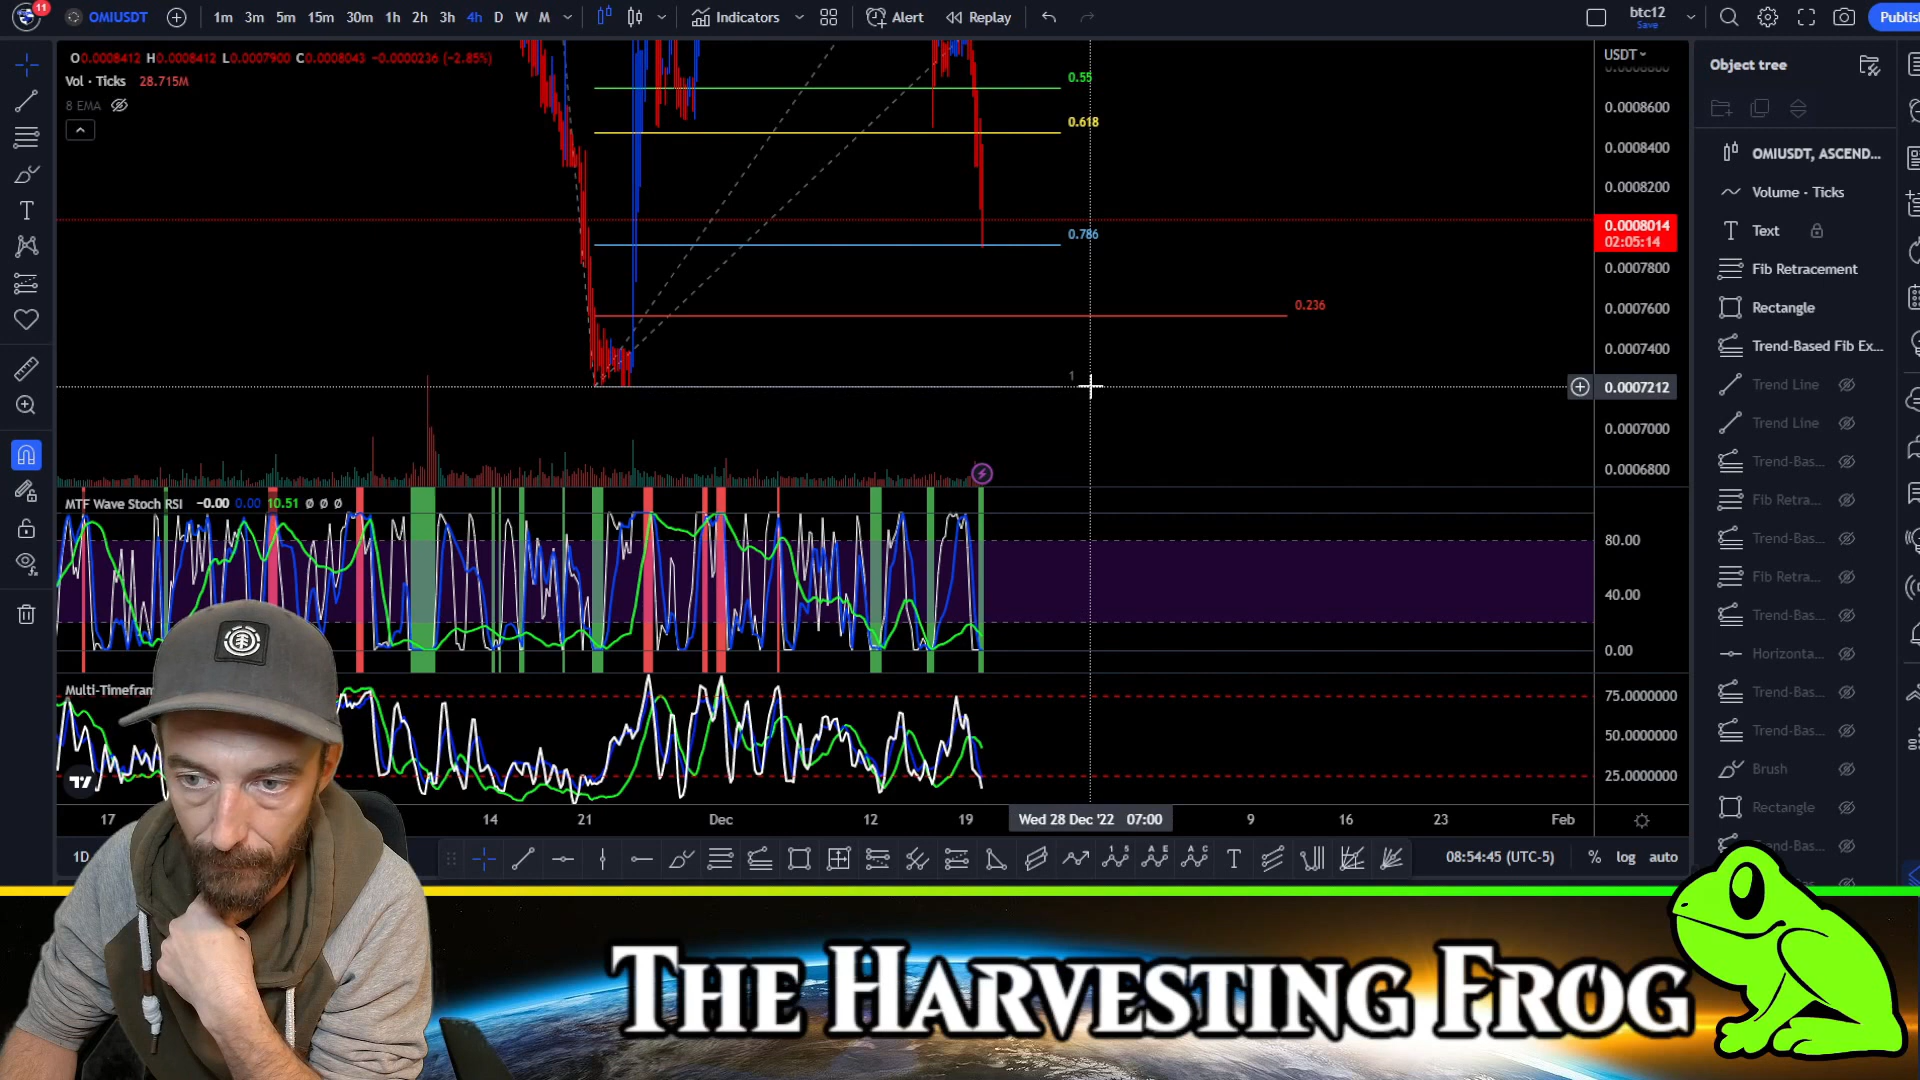 11
OMIUSDT
1m 3m 5m 15m 30m 1h 2h 3h 4h D W M
Indicators
Alert
Replay
btc12
Save
Publis
O0.0008412 H0.0008412 L0.0007900 C0.0008043 −0.0000236 (−2.85%)
Vol · Ticks 28.715M
8 EMA
USDT
Object tree
0.0008600
0.0008400
0.0008200
0.0008014
02:05:14
0.0007800
0.0007600
0.0007400
0.0007212
0.0007000
0.0006800
0.55
0.618
0.786
0.236
1
OMIUSDT, ASCEND...
Volume · Ticks
Text
Fib Retracement
Rectangle
Trend-Based Fib Ex...
Trend Line
Trend Line
Trend-Bas...
Fib Retra...
Trend-Bas...
Fib Retra...
Trend-Bas...
Horizonta...
Trend-Bas...
Trend-Bas...
Brush
Rectangle
Trend-Bas...
MTF Wave Stoch RSI −0.00 0.00 10.51 ø ø ø
80.00
40.00
0.00
Multi-Timefram
75.0000000
50.0000000
25.0000000
17 14 21 Dec 12 19 Wed 28 Dec '22 07:00 9 16 23 Feb
1D
08:54:45 (UTC-5) % log auto
The Harvesting Frog